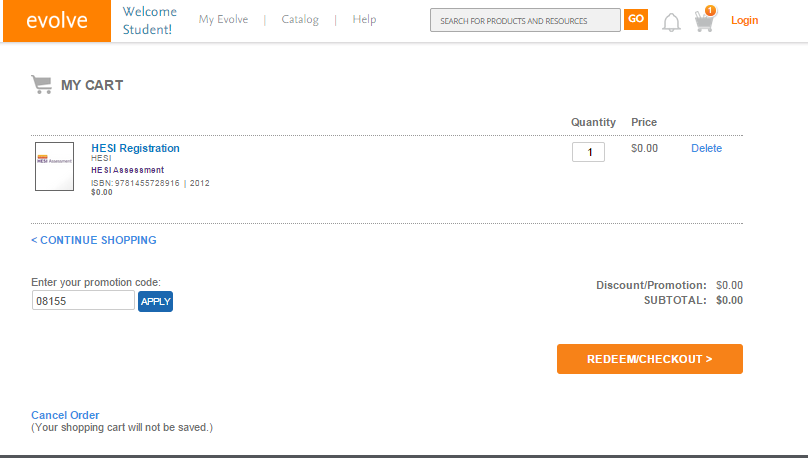 evolve
Welcome
Student!
My Evolve | Catalog | Help
SEARCH FOR PRODUCTS AND RESOURCES
GO
1
Login
MY CART
Quantity Price
HESI Assessment
HESI Registration
HESI
HESI Assessment
ISBN: 9781455728916 | 2012
$0.00
1
$0.00
Delete
< CONTINUE SHOPPING
Enter your promotion code:
08155
APPLY
Discount/Promotion: $0.00
SUBTOTAL: $0.00
REDEEM/CHECKOUT >
Cancel Order
(Your shopping cart will not be saved.)